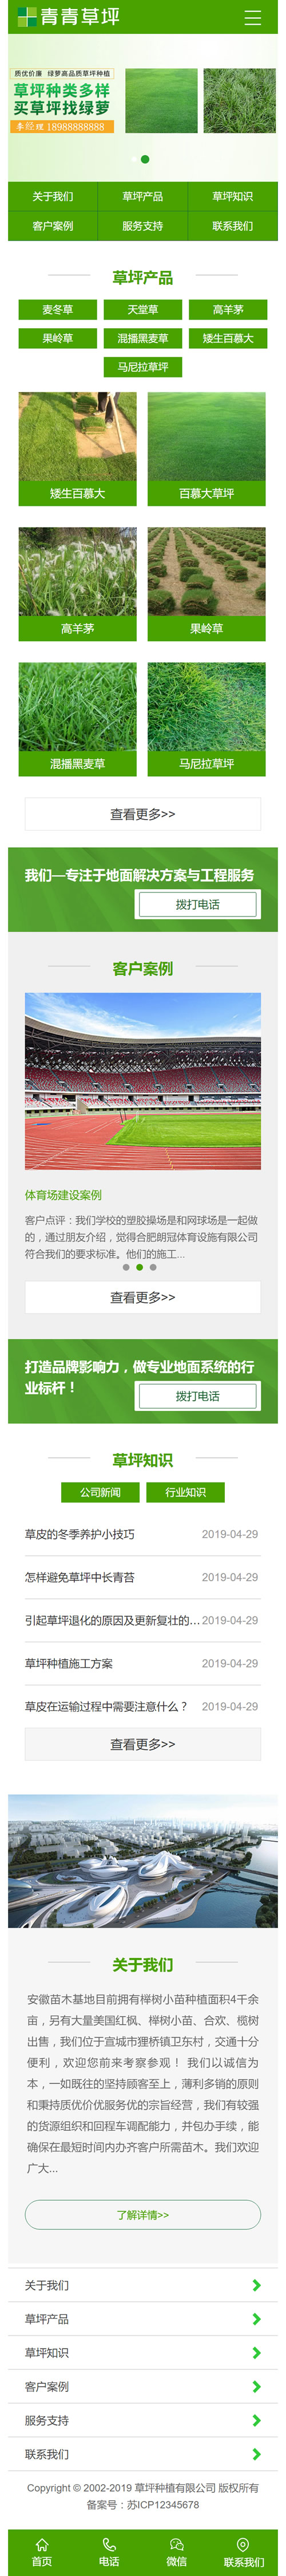 青青草坪
质优价廉 绿萝高品质草坪种植
草坪种类多样
买草坪找绿萝
李经理 18988888888
关于我们 草坪产品 草坪知识
客户案例 服务支持 联系我们
草坪产品
麦冬草 天堂草 高羊茅
果岭草 混播黑麦草 矮生百慕大
马尼拉草坪
矮生百慕大 百慕大草坪
高羊茅 果岭草
混播黑麦草 马尼拉草坪
查看更多>>
我们—专注于地面解决方案与工程服务
拨打电话
客户案例
体育场建设案例
客户点评：我们学校的塑胶操场是和网球场是一起做
的，通过朋友介绍，觉得合肥朗冠体育设施有限公司
符合我们的要求标准。他们的施工...
查看更多>>
打造品牌影响力，做专业地面系统的行
业标杆！
拨打电话
草坪知识
公司新闻 行业知识
草皮的冬季养护小技巧 2019-04-29
怎样避免草坪中长青苔 2019-04-29
引起草坪退化的原因及更新复壮的... 2019-04-29
草坪种植施工方案 2019-04-29
草皮在运输过程中需要注意什么？ 2019-04-29
查看更多>>
关于我们
安徽苗木基地目前拥有榉树小苗种植面积4千余
亩，另有大量美国红枫、榉树小苗、合欢、榄树
出售，我们位于宣城市狸桥镇卫东村，交通十分
便利，欢迎您前来考察参观！ 我们以诚信为
本，一如既往的坚持顾客至上，薄利多销的原则
和秉持质优价优服务优的宗旨经营，我们有较强
的货源组织和回程车调配能力，并包办手续，能
确保在最短时间内办齐客户所需苗木。我们欢迎
广大...
了解详情>>
关于我们
草坪产品
草坪知识
客户案例
服务支持
联系我们
Copyright © 2002-2019 草坪种植有限公司 版权所有
备案号：苏ICP12345678
首页 电话 微信 联系我们